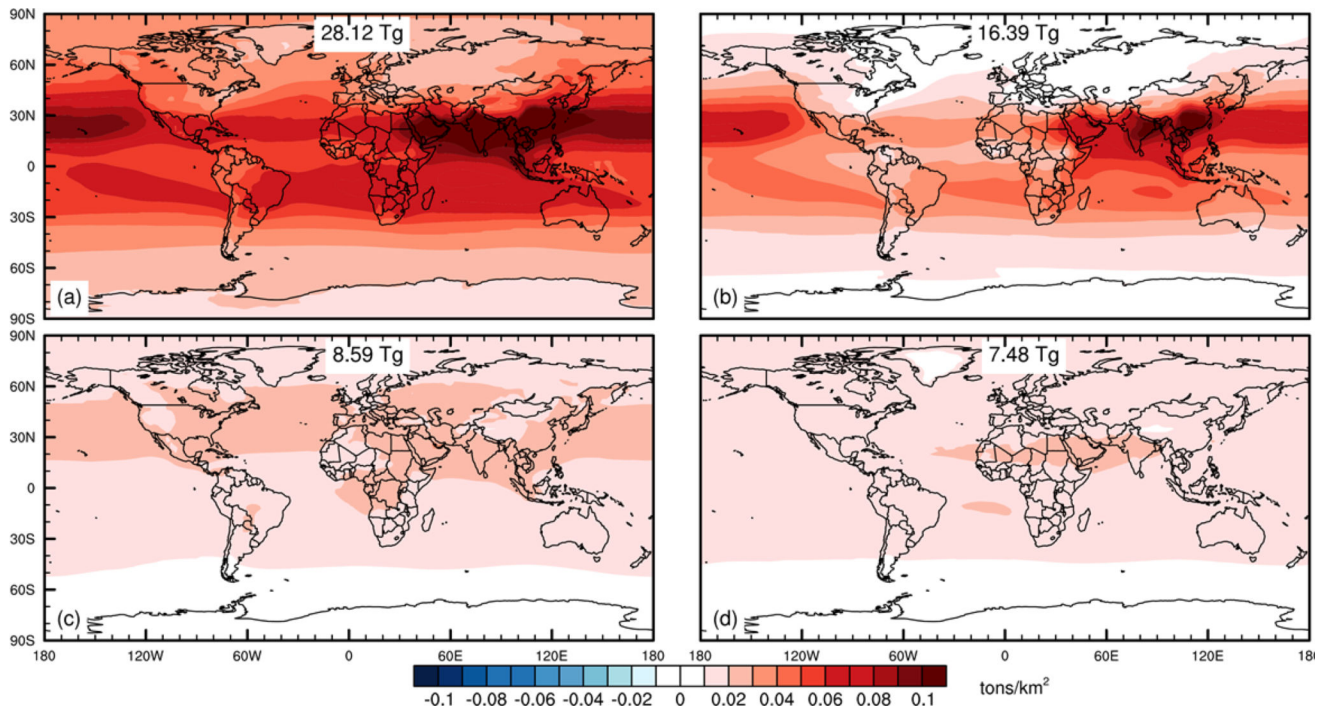 90N
28.12 Tg
16.39 Tg
60N
30N
0
30S
60S
(a)
(b)
90S
90N
8.59 Tg
7.48 Tg
60N
30N
0
30S
60S
(c)
(d)
90S
180 120W 60W 0 60E 120E 180 120W 60W 0 60E 120E 180
-0.1 -0.08 -0.06 -0.04 -0.02 0 0.02 0.04 0.06 0.08 0.1 tons/km²